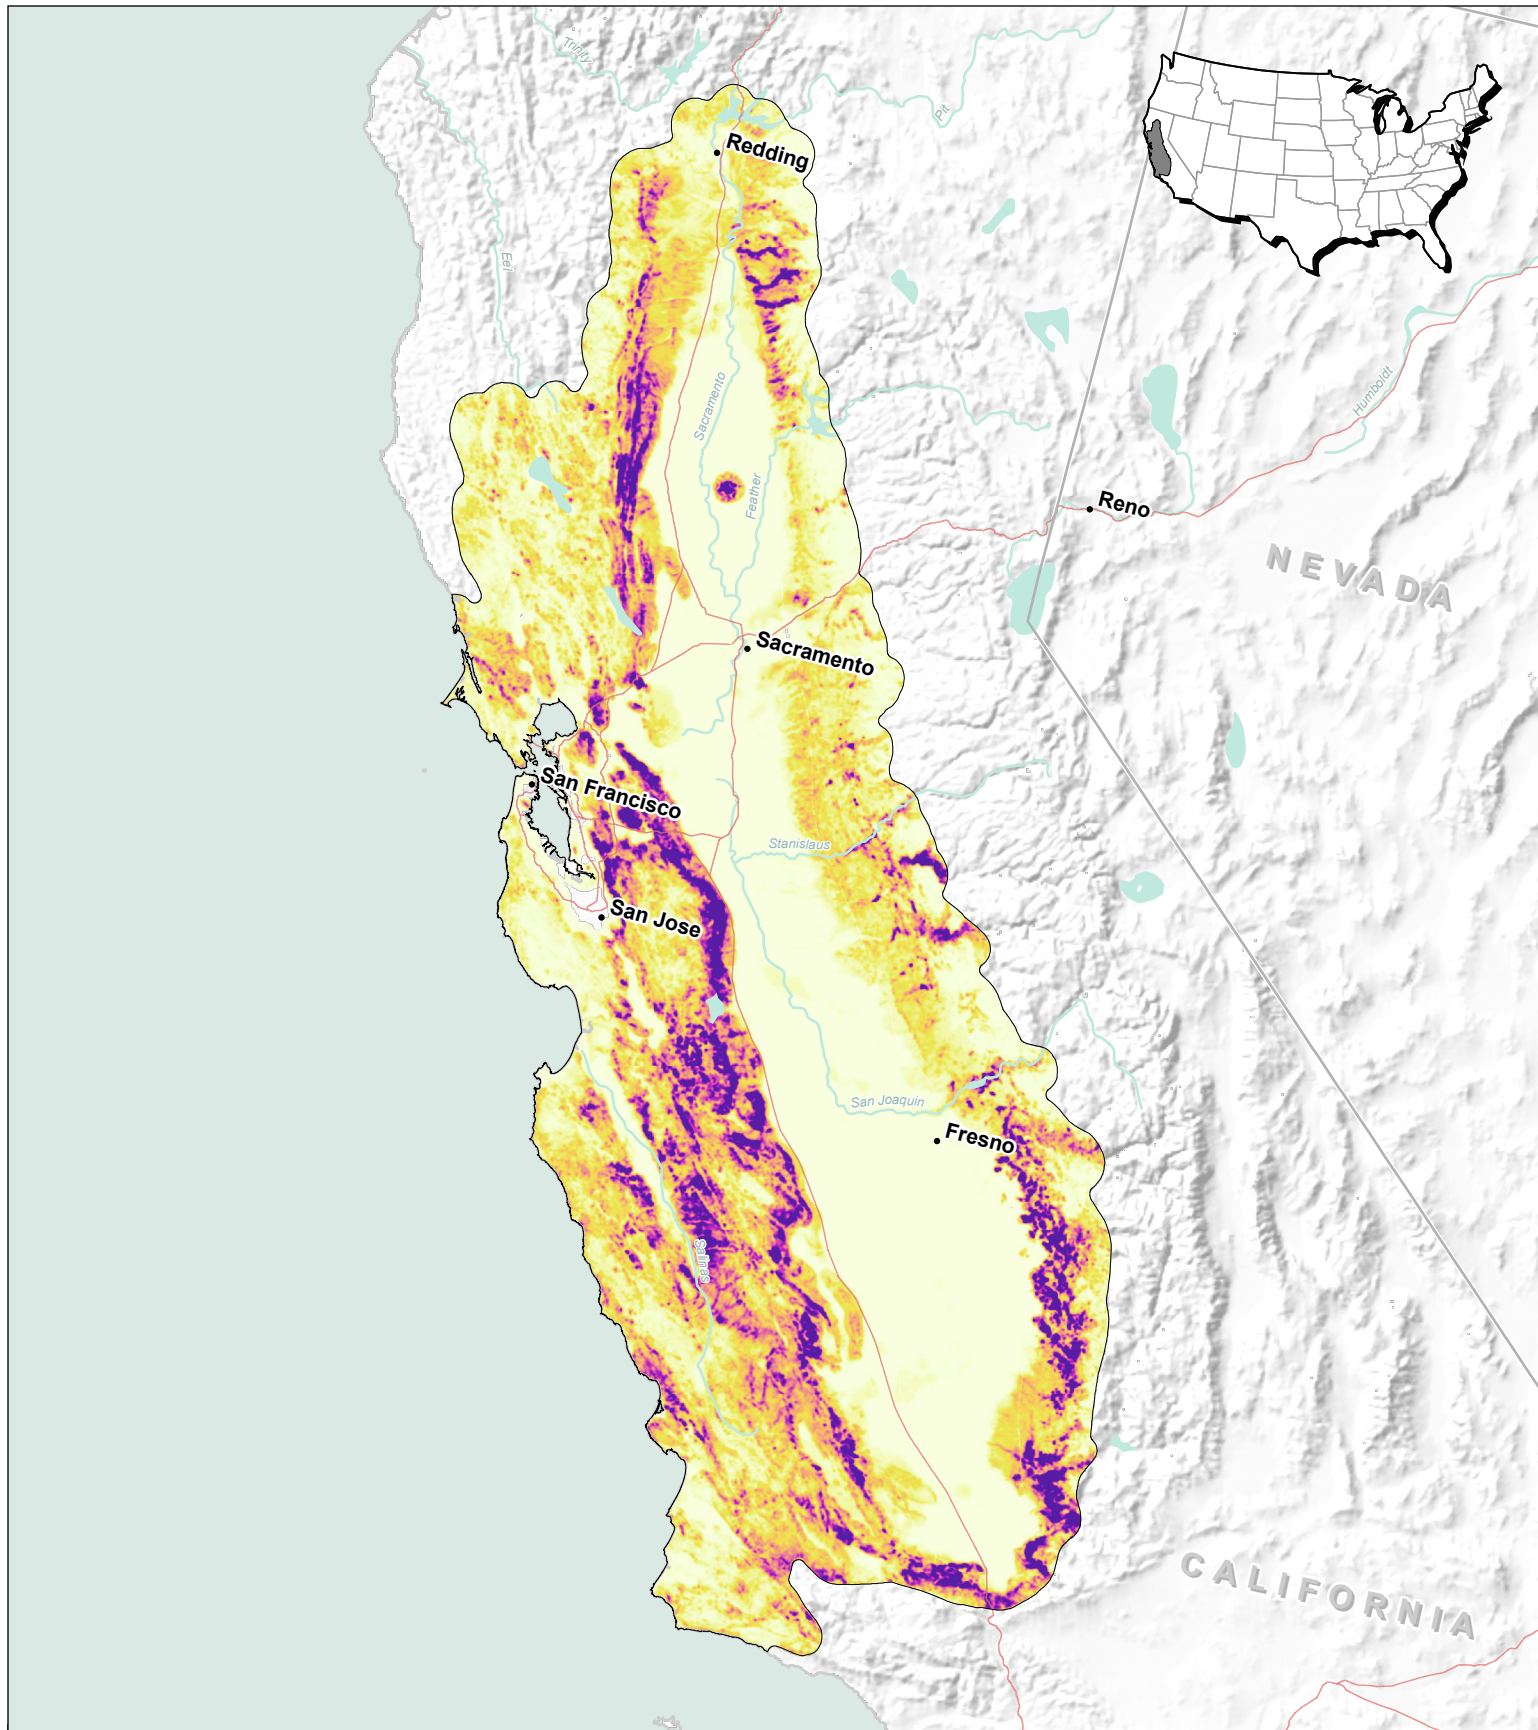 Trinity
Pit
Redding
Eel
Sacramento
Humboldt
Feather
Reno
NEVADA
Sacramento
San Francisco
Stanislaus
San Jose
San Joaquin
Fresno
Salinas
CALIFORNIA